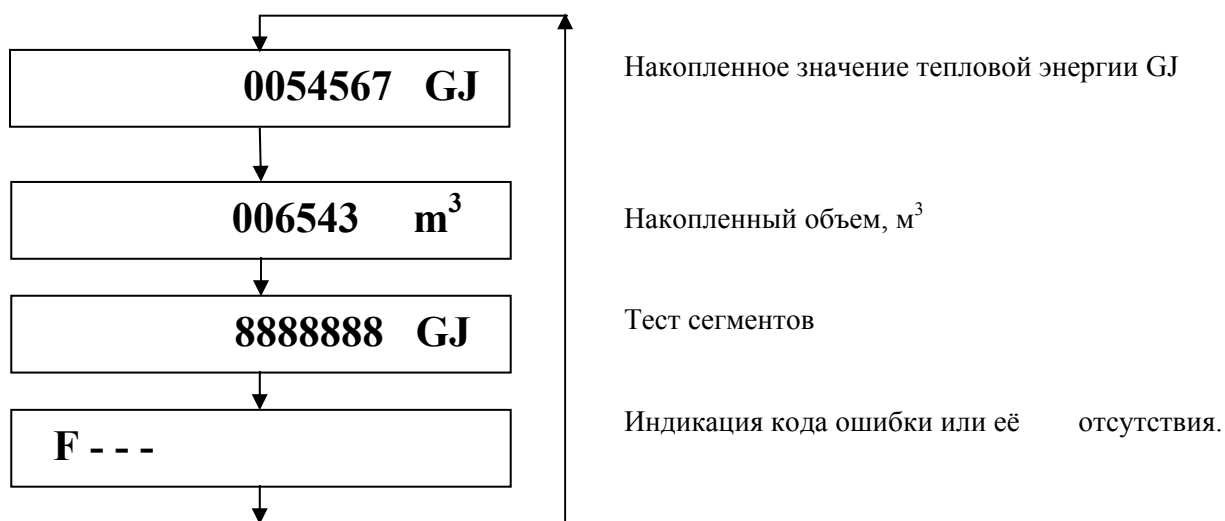 0054567 GJ Накопленное значение тепловой энергии GJ
006543 m³ Накопленный объем, м³
8888888 GJ Тест сегментов
F - - - Индикация кода ошибки или её отсутствия.